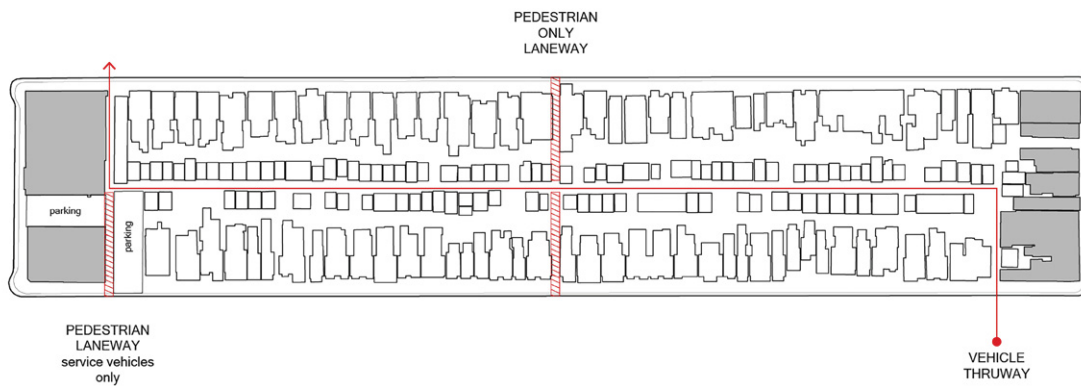 PEDESTRIAN
ONLY
LANEWAY
parking
parking
PEDESTRIAN
LANEWAY
service vehicles
only
VEHICLE
THRUWAY